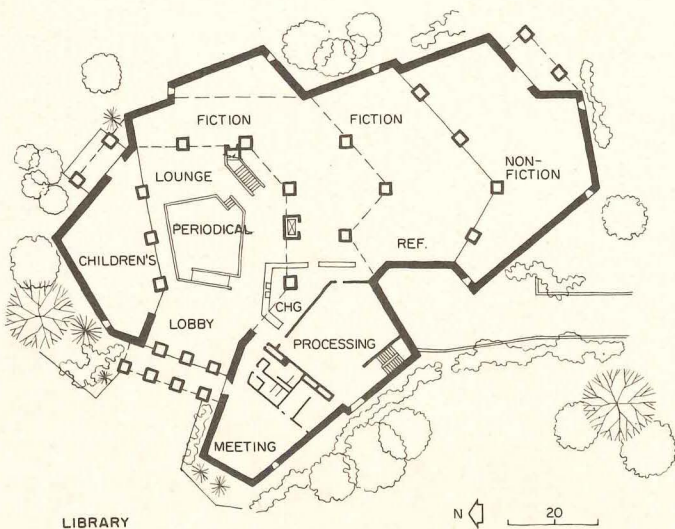 FICTION
FICTION
LOUNGE
NON-
FICTION
PERIODICAL
REF.
CHILDREN'S
CHG
LOBBY
PROCESSING
MEETING
LIBRARY
N
20